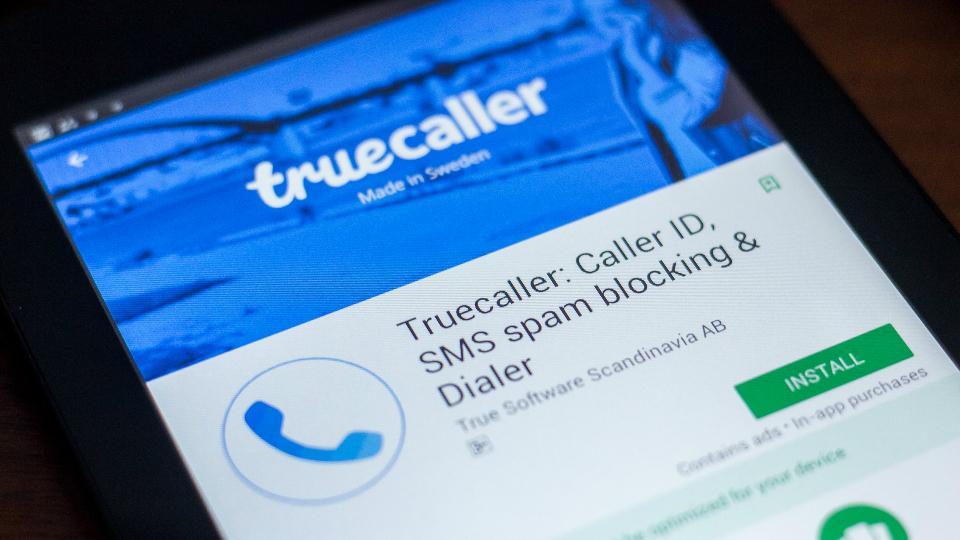 truecaller
Made in Sweden
Truecaller: Caller ID,
SMS spam blocking &
Dialer
True Software Scandinavia AB
3+
INSTALL
Contains ads • In-app purchases
optimized for your device